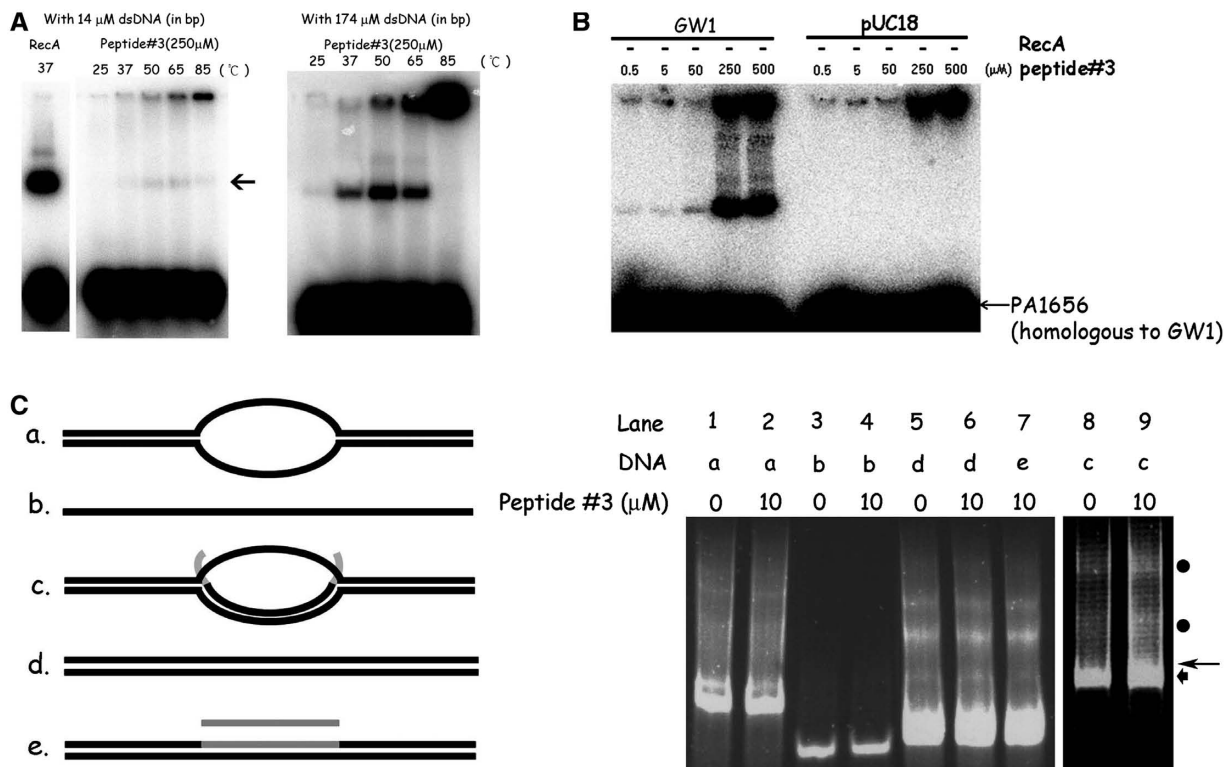 A
With 14 μM dsDNA (in bp)
With 174 μM dsDNA (in bp)
RecA
Peptide#3(250μM)
Peptide#3(250μM)
37
25 37 50 65 85 (℃)
25 37 50 65 85 (℃)
B
GW1
pUC18
- - - - -
- - - - -
RecA
0.5 5 50 250 500
0.5 5 50 250 500
(μM) peptide#3
PA1656
(homologous to GW1)
C
a.
b.
c.
d.
e.
Lane 1 2 3 4 5 6 7 8 9
DNA a a b b d d e c c
Peptide #3 (μM) 0 10 0 10 0 10 10 0 10